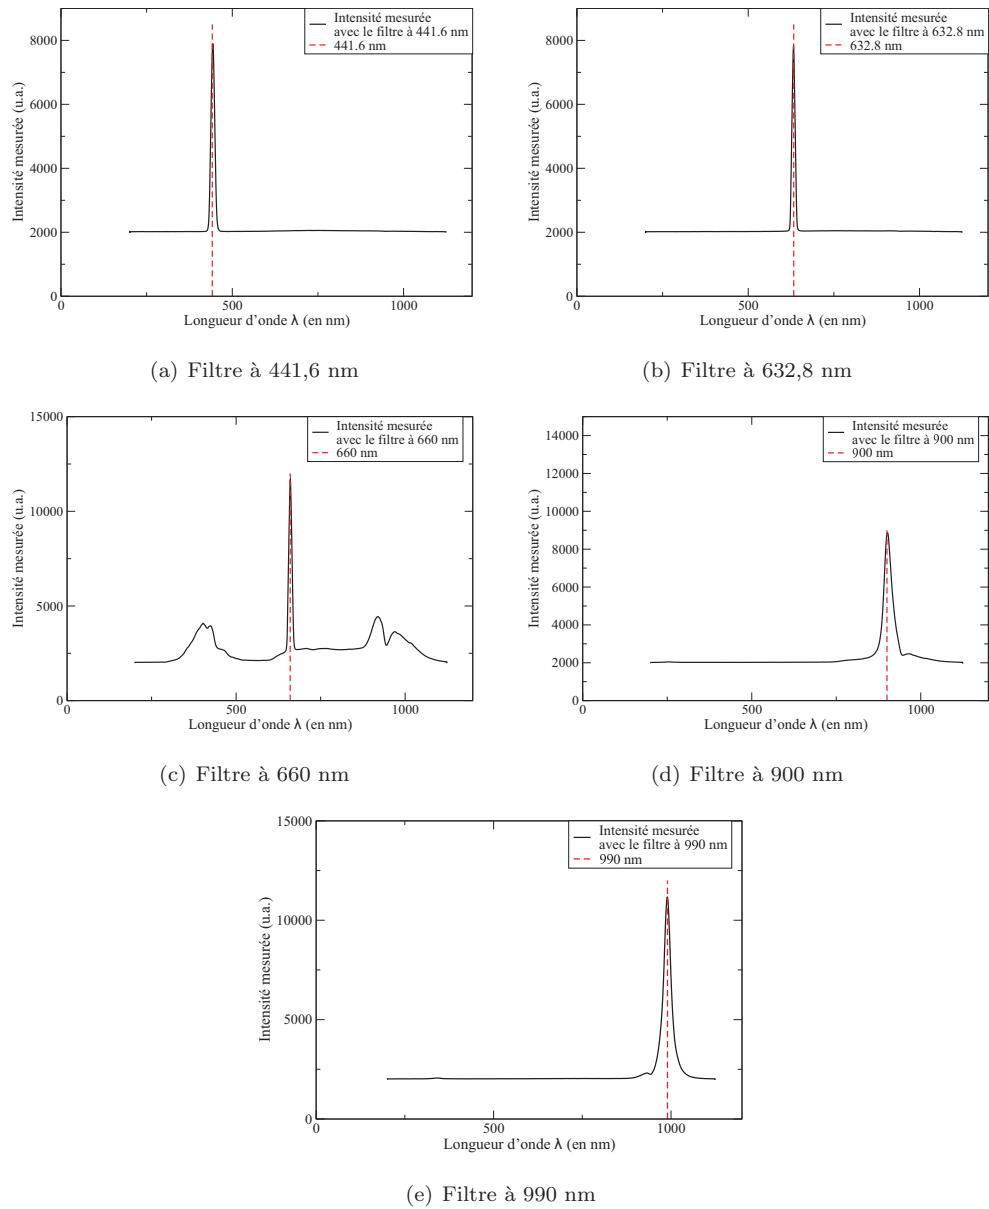 Intensité mesurée
avec le filtre à 441.6 nm
441.6 nm
8000
6000
4000
2000
0
Intensité mesurée (u.a.)
0 500 1000
Longueur d'onde λ (en nm)
(a) Filtre à 441,6 nm
Intensité mesurée
avec le filtre à 632.8 nm
632.8 nm
8000
6000
4000
2000
0
Intensité mesurée (u.a.)
0 500 1000
Longueur d'onde λ (en nm)
(b) Filtre à 632,8 nm
Intensité mesurée
avec le filtre à 660 nm
660 nm
15000
10000
5000
0
Intensité mesurée (u.a.)
0 500 1000
Longueur d'onde λ (en nm)
(c) Filtre à 660 nm
Intensité mesurée
avec le filtre à 900 nm
900 nm
14000
12000
10000
8000
6000
4000
2000
0
Intensité mesurée (u.a.)
0 500 1000
Longueur d'onde λ (en nm)
(d) Filtre à 900 nm
Intensité mesurée
avec le filtre à 990 nm
990 nm
15000
10000
5000
0
Intensité mesurée (u.a.)
0 500 1000
Longueur d'onde λ (en nm)
(e) Filtre à 990 nm